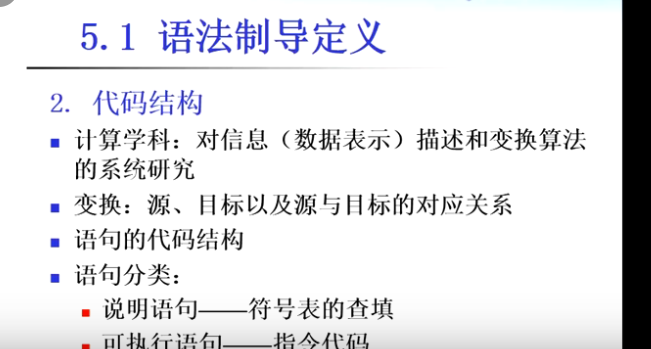 5.1 语法制导定义
2. 代码结构
计算学科：对信息（数据表示）描述和变换算法
的系统研究
变换：源、目标以及源与目标的对应关系
语句的代码结构
语句分类：
说明语句——符号表的查填
可执行语句——指令代码